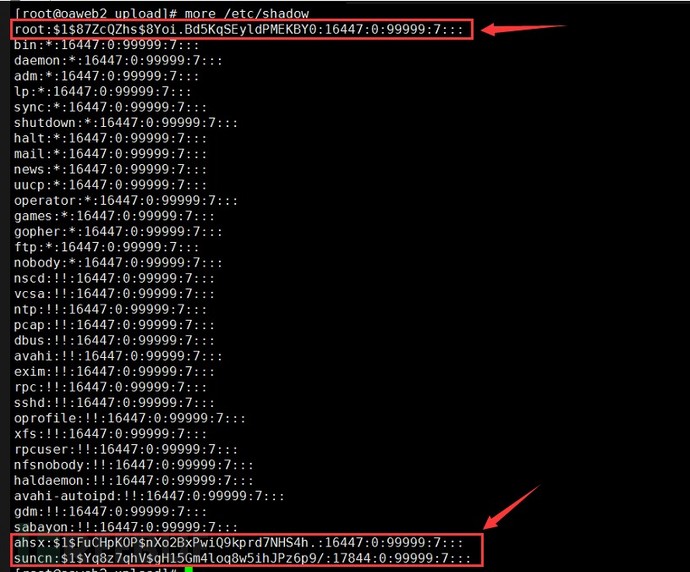 [root@oaweb2 upload]# more /etc/shadow
root:$1$87ZcQZhs$8Yoi.Bd5KqSEyldPMEKBY0:16447:0:99999:7:::
bin:*:16447:0:99999:7:::
daemon:*:16447:0:99999:7:::
adm:*:16447:0:99999:7:::
lp:*:16447:0:99999:7:::
sync:*:16447:0:99999:7:::
shutdown:*:16447:0:99999:7:::
halt:*:16447:0:99999:7:::
mail:*:16447:0:99999:7:::
news:*:16447:0:99999:7:::
uucp:*:16447:0:99999:7:::
operator:*:16447:0:99999:7:::
games:*:16447:0:99999:7:::
gopher:*:16447:0:99999:7:::
ftp:*:16447:0:99999:7:::
nobody:*:16447:0:99999:7:::
nscd:!!:16447:0:99999:7:::
vcsa:!!:16447:0:99999:7:::
ntp:!!:16447:0:99999:7:::
pcap:!!:16447:0:99999:7:::
dbus:!!:16447:0:99999:7:::
avahi:!!:16447:0:99999:7:::
exim:!!:16447:0:99999:7:::
rpc:!!:16447:0:99999:7:::
sshd:!!:16447:0:99999:7:::
oprofile:!!:16447:0:99999:7:::
xfs:!!:16447:0:99999:7:::
rpcuser:!!:16447:0:99999:7:::
nfsnobody:!!:16447:0:99999:7:::
haldaemon:!!:16447:0:99999:7:::
avahi-autoipd:!!:16447:0:99999:7:::
gdm:!!:16447:0:99999:7:::
sabayon:!!:16447:0:99999:7:::
ahsx:$1$FuCHpKOP$nXo2BxPwiQ9kprd7NHS4h.:16447:0:99999:7:::
suncn:$1$Yq8z7qhV$qH15Gm4loq8w5ihJPz6p9/:17844:0:99999:7:::
[root@oaweb2 upload]#